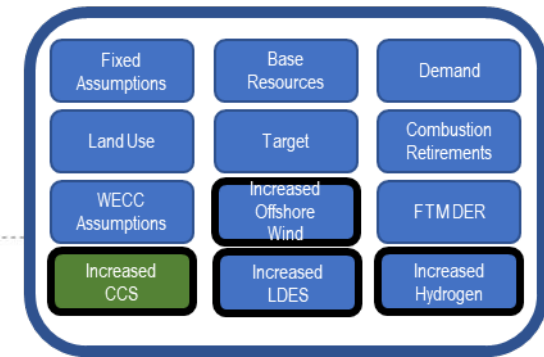 Fixed
Assumptions
Base
Resources
Demand
Land Use
Target
Combustion
Retirements
WECC
Assumptions
Increased
Offshore
Wind
FTM DER
Increased
CCS
Increased
LDES
Increased
Hydrogen